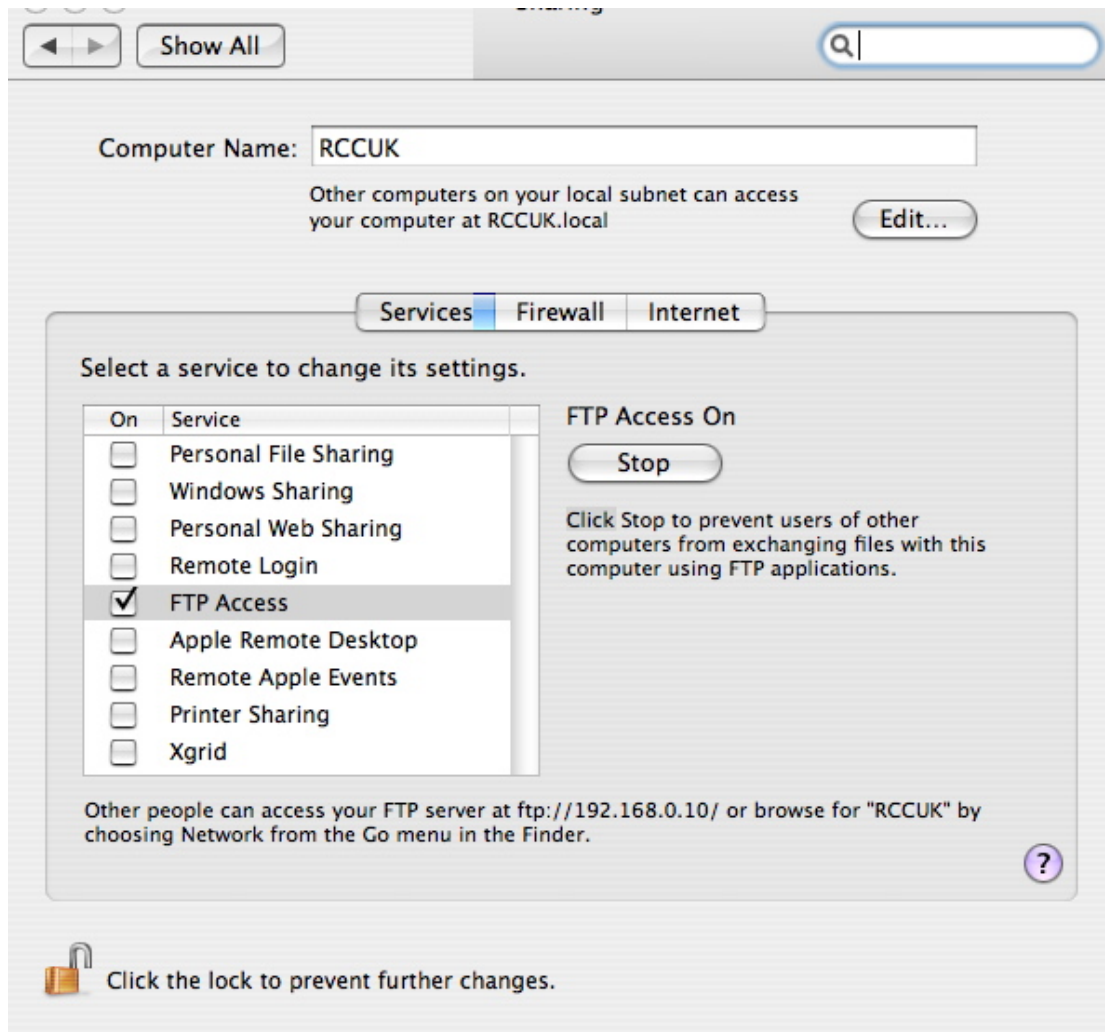 Sharing
Show All
Computer Name: RCCUK
Other computers on your local subnet can access
your computer at RCCUK.local
Edit...
Services Firewall Internet
Select a service to change its settings.
On Service
Personal File Sharing
Windows Sharing
Personal Web Sharing
Remote Login
FTP Access
Apple Remote Desktop
Remote Apple Events
Printer Sharing
Xgrid
FTP Access On
Stop
Click Stop to prevent users of other
computers from exchanging files with this
computer using FTP applications.
Other people can access your FTP server at ftp://192.168.0.10/ or browse for "RCCUK" by
choosing Network from the Go menu in the Finder.
?
Click the lock to prevent further changes.